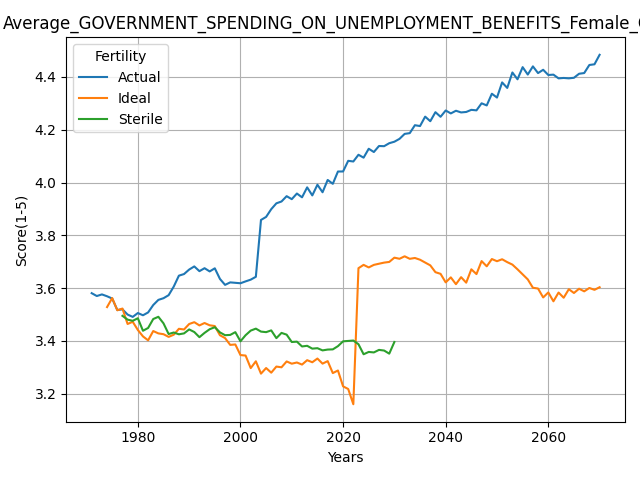 Average_GOVERNMENT_SPENDING_ON_UNEMPLOYMENT_BENEFITS_Female_
Fertility
Actual
Ideal
Sterile
Score(1-5)
4.4
4.2
4.0
3.8
3.6
3.4
3.2
1980 2000 2020 2040 2060
Years